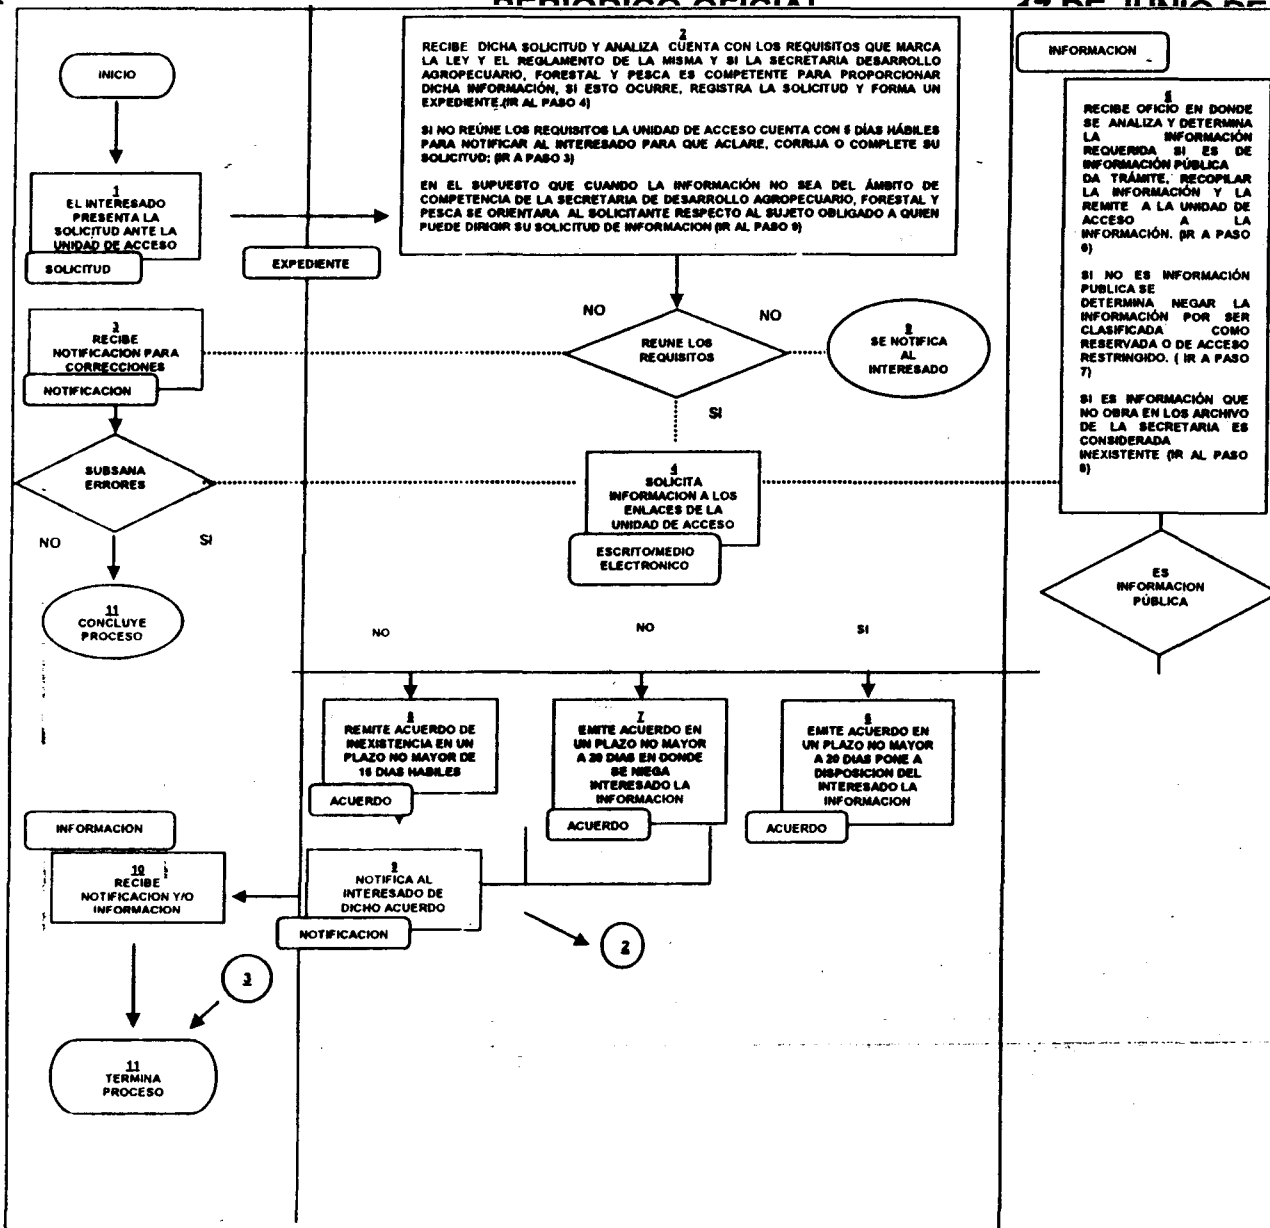 PERIODICO OFICIAL
17 DE JUNIO DE
INICIO
1
EL INTERESADO
PRESENTA LA
SOLICITUD ANTE LA
UNIDAD DE ACCESO
SOLICITUD
EXPEDIENTE
2
RECIBE DICHA SOLICITUD Y ANALIZA CUENTA CON LOS REQUISITOS QUE MARCA
LA LEY Y EL REGLAMENTO DE LA MISMA Y SI LA SECRETARIA DESARROLLO
AGROPECUARIO, FORESTAL Y PESCA ES COMPETENTE PARA PROPORCIONAR
DICHA INFORMACIÓN, SI ESTO OCURRE, REGISTRA LA SOLICITUD Y FORMA UN
EXPEDIENTE.(IR AL PASO 4)
SI NO REÚNE LOS REQUISITOS LA UNIDAD DE ACCESO CUENTA CON 5 DÍAS HÁBILES
PARA NOTIFICAR AL INTERESADO PARA QUE ACLARE, CORRIJA O COMPLETE SU
SOLICITUD; (IR A PASO 3)
EN EL SUPUESTO QUE CUANDO LA INFORMACIÓN NO SEA DEL ÁMBITO DE
COMPETENCIA DE LA SECRETARIA DE DESARROLLO AGROPECUARIO, FORESTAL Y
PESCA SE ORIENTARA AL SOLICITANTE RESPECTO AL SUJETO OBLIGADO A QUIEN
PUEDE DIRIGIR SU SOLICITUD DE INFORMACION (IR AL PASO 9)
INFORMACION
5
RECIBE OFICIO EN DONDE
SE ANALIZA Y DETERMINA
LA INFORMACIÓN
REQUERIDA SI ES DE
INFORMACIÓN PÚBLICA
DA TRÁMITE, RECOPILAR
LA INFORMACIÓN Y LA
REMITE A LA UNIDAD DE
ACCESO A LA
INFORMACIÓN. (IR A PASO
6)
SI NO ES INFORMACIÓN
PUBLICA SE
DETERMINA NEGAR LA
INFORMACIÓN POR SER
CLASIFICADA COMO
RESERVADA O DE ACCESO
RESTRINGIDO. ( IR A PASO
7)
SI ES INFORMACIÓN QUE
NO OBRA EN LOS ARCHIVO
DE LA SECRETARIA ES
CONSIDERADA
INEXISTENTE (IR AL PASO
8)
3
RECIBE
NOTIFICACION PARA
CORRECCIONES
NOTIFICACION
NO
REUNE LOS
REQUISITOS
NO
SI
9
SE NOTIFICA
AL
INTERESADO
SUBSANA
ERRORES
NO
SI
4
SOLICITA
INFORMACION A LOS
ENLACES DE LA
UNIDAD DE ACCESO
ESCRITO/MEDIO
ELECTRONICO
ES
INFORMACION
PÚBLICA
11
CONCLUYE
PROCESO
NO
NO
SI
8
REMITE ACUERDO DE
INEXISTENCIA EN UN
PLAZO NO MAYOR DE
15 DIAS HABILES
ACUERDO
7
EMITE ACUERDO EN
UN PLAZO NO MAYOR
A 20 DIAS EN DONDE
SE NIEGA
INTERESADO LA
INFORMACION
ACUERDO
6
EMITE ACUERDO EN
UN PLAZO NO MAYOR
A 20 DIAS PONE A
DISPOSICION DEL
INTERESADO LA
INFORMACION
ACUERDO
INFORMACION
10
RECIBE
NOTIFICACION Y/O
INFORMACION
9
NOTIFICA AL
INTERESADO DE
DICHO ACUERDO
NOTIFICACION
2
3
11
TERMINA
PROCESO